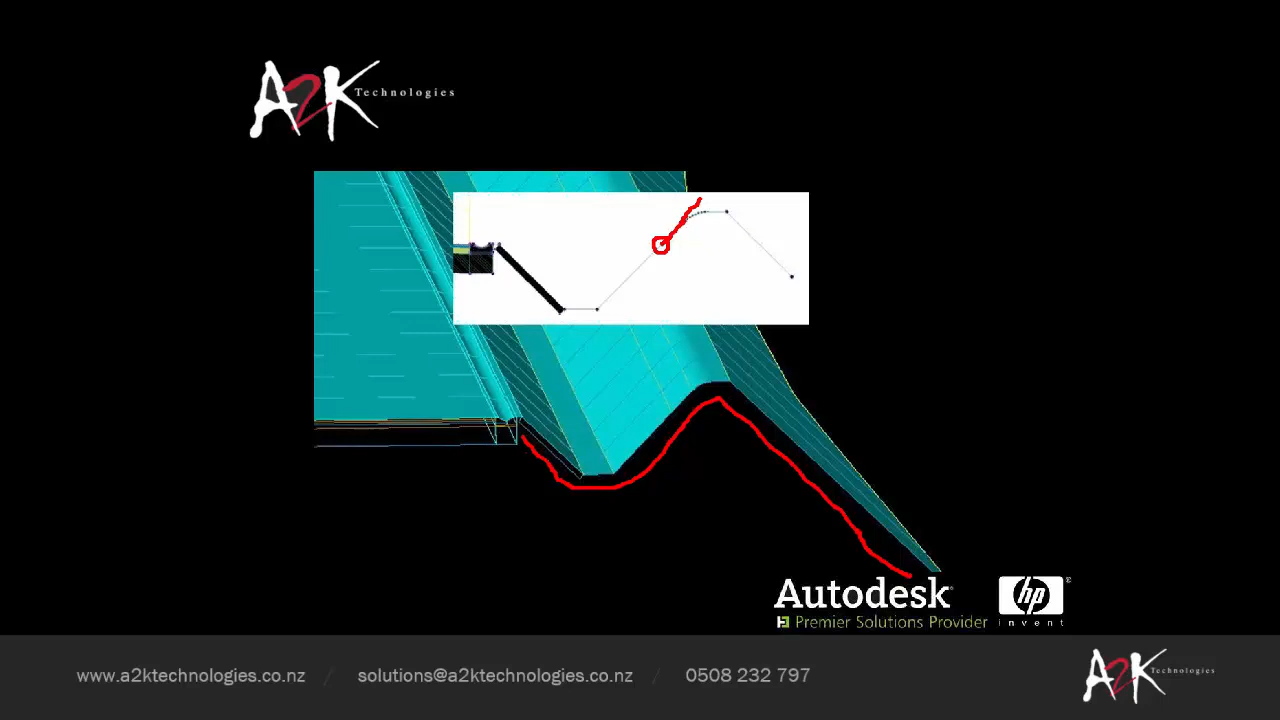 A2K Technologies
Autodesk®
Premier Solutions Provider
hp ®
invent
www.a2ktechnologies.co.nz / solutions@a2ktechnologies.co.nz / 0508 232 797
A2K Technologies